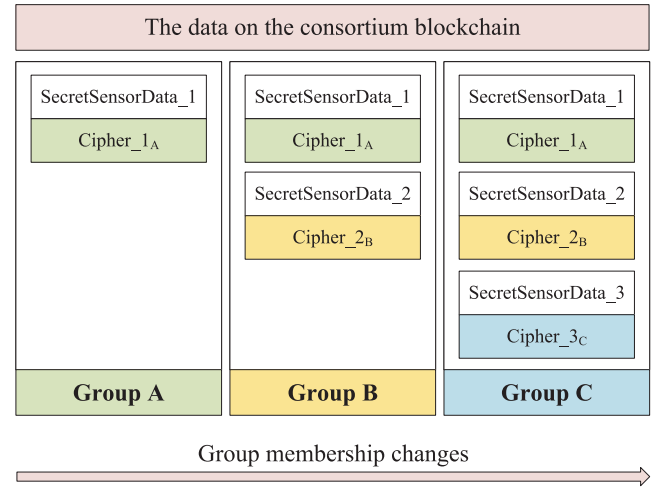 The data on the consortium blockchain
SecretSensorData_1
Cipher_1A
Group A
SecretSensorData_1
Cipher_1A
SecretSensorData_2
Cipher_2B
Group B
SecretSensorData_1
Cipher_1A
SecretSensorData_2
Cipher_2B
SecretSensorData_3
Cipher_3C
Group C
Group membership changes